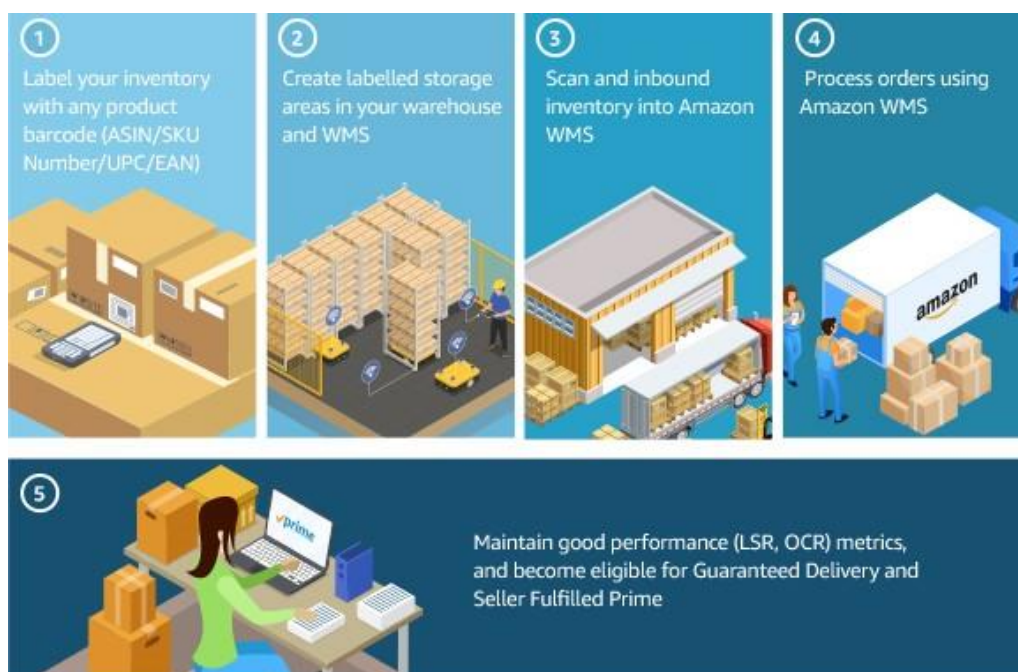 1
Label your inventory
with any product
barcode (ASIN/SKU
Number/UPC/EAN)
2
Create labelled storage
areas in your warehouse
and WMS
3
Scan and inbound
inventory into Amazon
WMS
4
Process orders using
Amazon WMS
amazon
5
prime
Maintain good performance (LSR, OCR) metrics,
and become eligible for Guaranteed Delivery and
Seller Fulfilled Prime